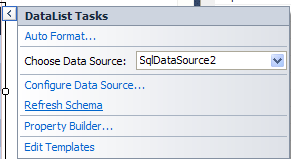 DataList Tasks
Auto Format...
Choose Data Source: SqlDataSource2
Configure Data Source...
Refresh Schema
Property Builder...
Edit Templates